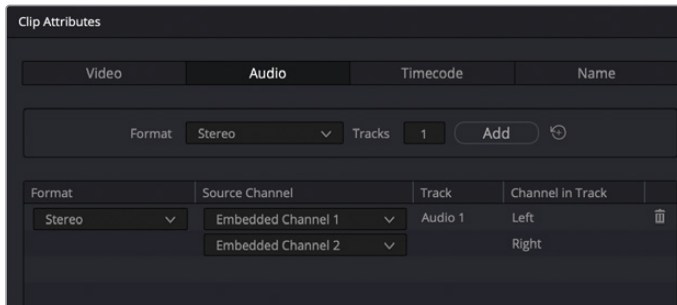 Clip Attributes
Video Audio Timecode Name
Format Stereo Tracks 1 Add
Format Source Channel Track Channel in Track
Stereo Embedded Channel 1 Audio 1 Left
Embedded Channel 2 Right